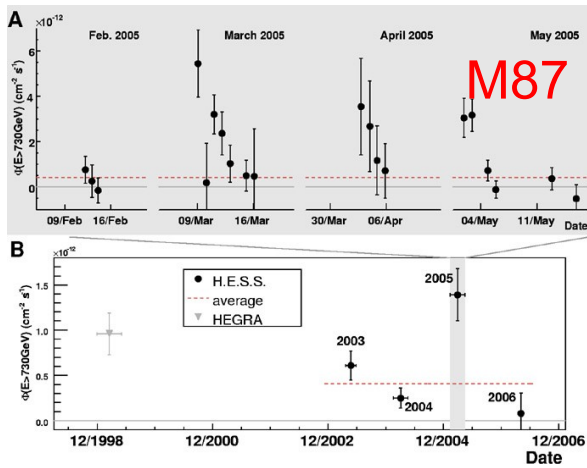 A
×10⁻¹²
Feb. 2005
March 2005
April 2005
May 2005
M87
Φ(E>730GeV) (cm⁻² s⁻¹)
6
4
2
0
09/Feb 16/Feb
09/Mar 16/Mar
30/Mar 06/Apr
04/May 11/May Date
B
×10⁻¹²
Φ(E>730GeV) (cm⁻² s⁻¹)
H.E.S.S.
average
HEGRA
2003
2004
2005
2006
1.0
0.5
0.0
12/1998 12/2000 12/2002 12/2004 12/2006
Date